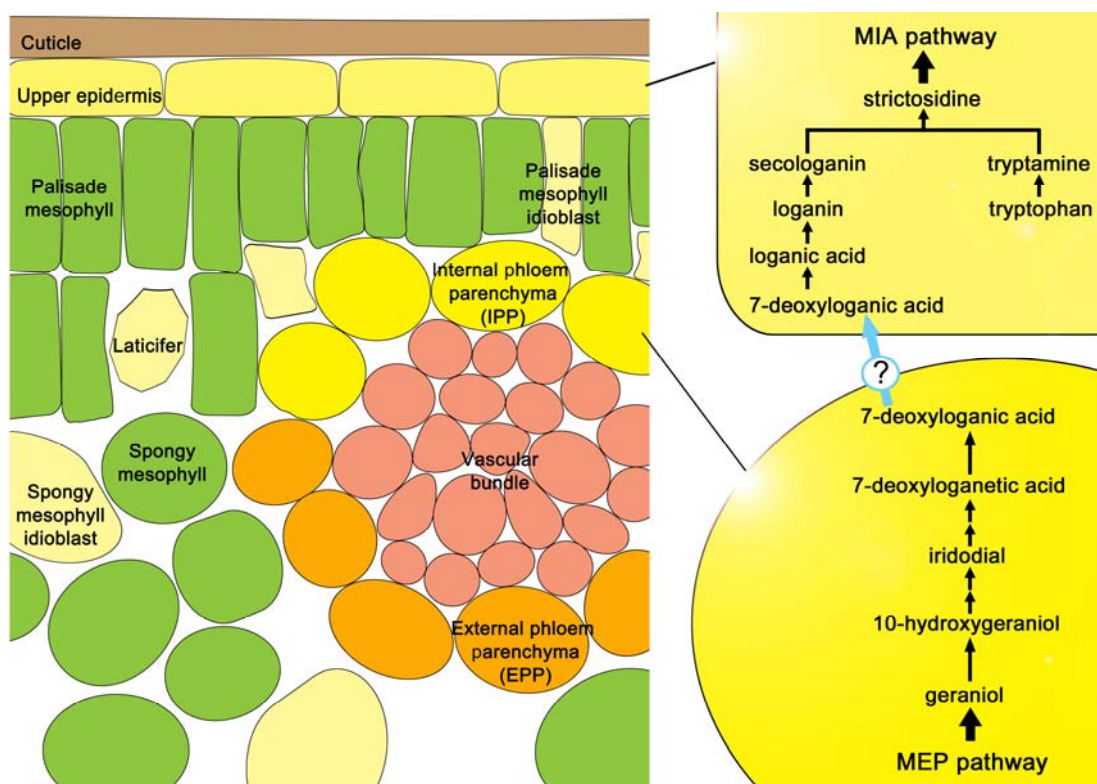 Cuticle
Upper epidermis
Palisade
mesophyll
Palisade
mesophyll
idioblast
Internal phloem
parenchyma
(IPP)
Laticifer
Spongy
mesophyll
Vascular
bundle
Spongy
mesophyll
idioblast
External phloem
parenchyma
(EPP)
MIA pathway
strictosidine
secologanin
tryptamine
loganin
tryptophan
loganic acid
7-deoxyloganic acid
?
7-deoxyloganic acid
7-deoxyloganetic acid
iridodial
10-hydroxygeraniol
geraniol
MEP pathway